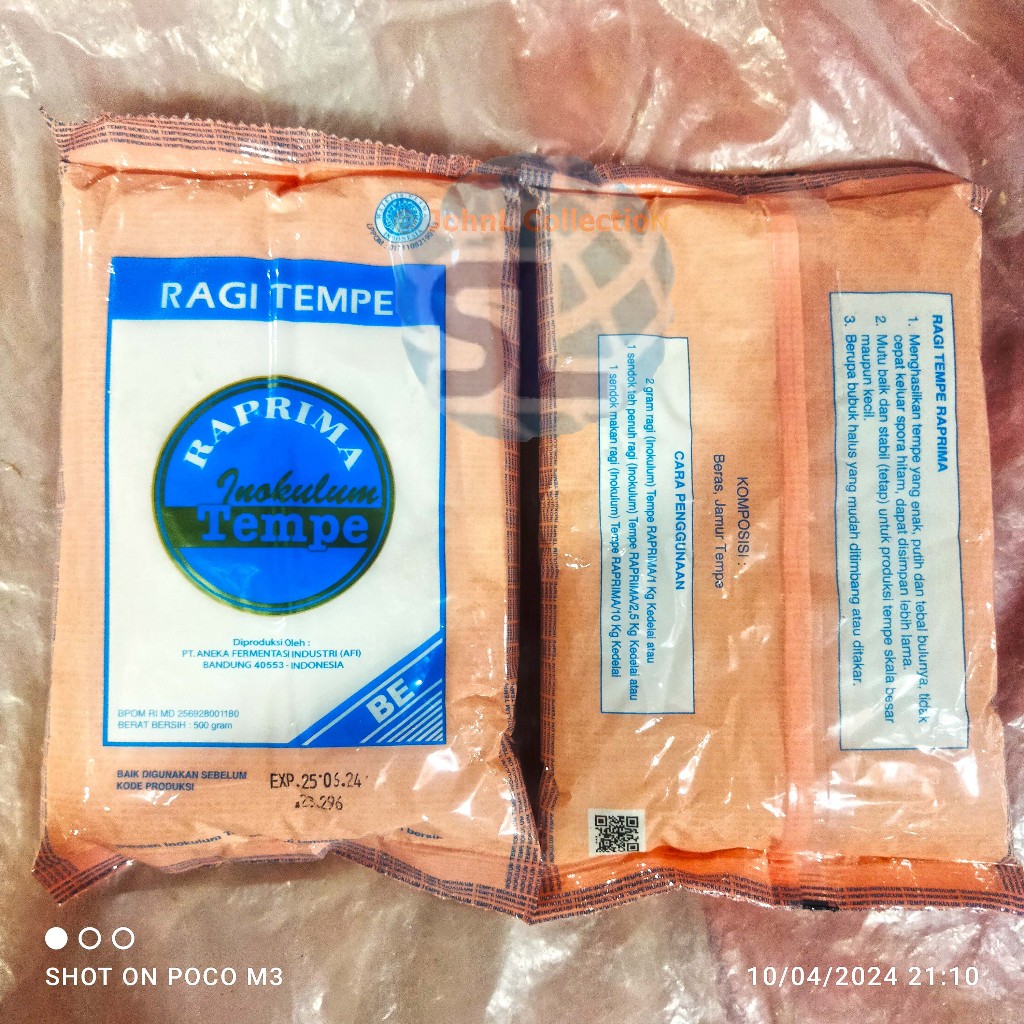 JohnL Collection
RAGI TEMPE
RAPRIMA
Inokulum
Tempe
Diproduksi Oleh :
PT. ANEKA FERMENTASI INDUSTRI (AFI)
BANDUNG 40553 - INDONESIA
BE.
BPOM RI MD 256928001180
BERAT BERSIH : 500 gram
BAIK DIGUNAKAN SEBELUM
KODE PRODUKSI
EXP.25 06.24
RAGI TEMPE RAPRIMA
1. Menghasilkan tempe yang enak, putih dan tebal bulunya, tidak
cepat keluar spora hitam, dapat disimpan lebih lama.
2. Mutu baik dan stabil (tetap) untuk produksi tempe skala besar
maupun kecil.
3. Berupa bubuk halus yang mudah ditimbang atau ditakar.
KOMPOSISI :
Beras, Jamur Tempe
CARA PENGGUNAAN
2 gram ragi (Inokulum) Tempe RAPRIMA/1 Kg Kedelai atau
1 sendok teh penuh ragi (Inokulum) Tempe RAPRIMA/2,5 Kg Kedelai atau
1 sendok makan ragi (Inokulum) Tempe RAPRIMA/10 Kg Kedelai
SHOT ON POCO M3
10/04/2024 21:10